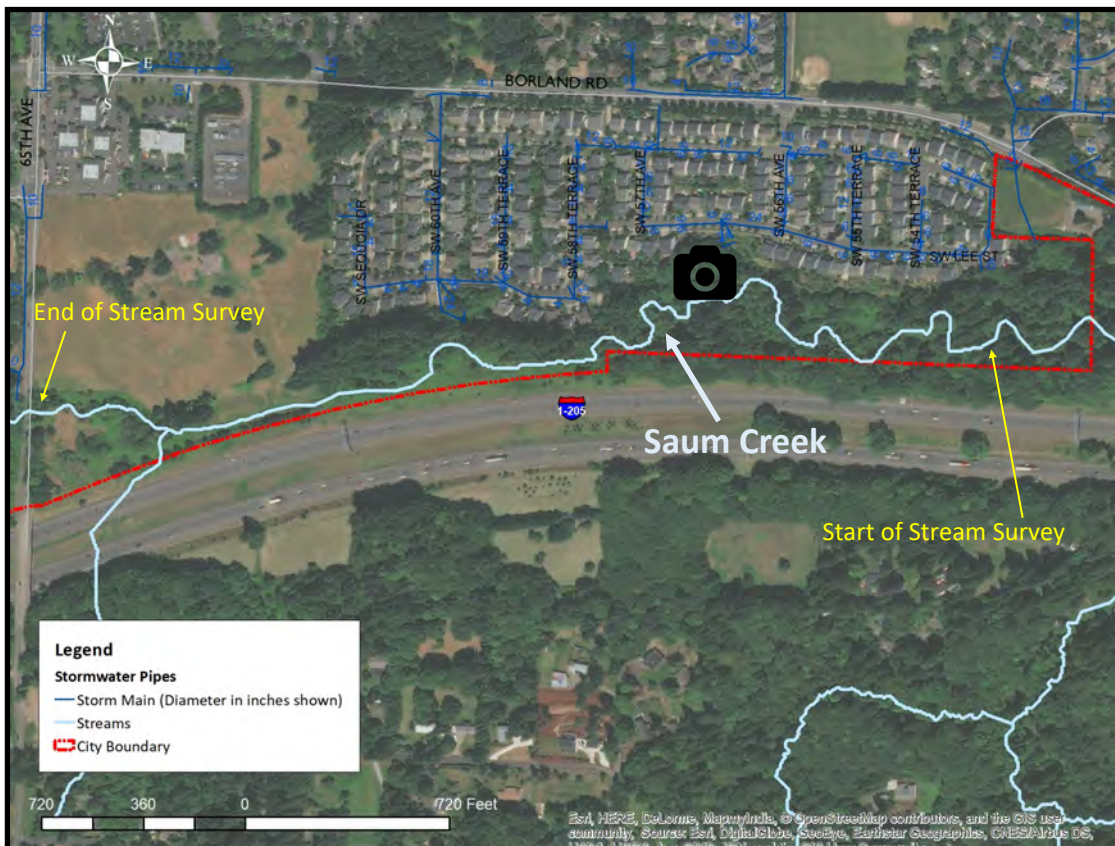 N
W E
S
65TH AVE
BORLAND RD
SW SEQUOIA DR
SW 60TH AVE
SW 59TH TERREACE
SW 58TH TERRACE
SW 57TH AVE
SW 56TH AVE
SW 55TH TERRACE
SW 54TH TERRACE
SW LEE ST
End of Stream Survey
I-205
Saum Creek
Start of Stream Survey
Legend
Stormwater Pipes
Storm Main (Diameter in inches shown)
Streams
City Boundary
720 360 0 720 Feet
Esri, HERE, DeLorme, MapmyIndia, © OpenStreetMap contributors, and the GIS user
community, Source: Esri, DigitalGlobe, GeoEye, Earthstar Geographics, CNES/Airbus DS,